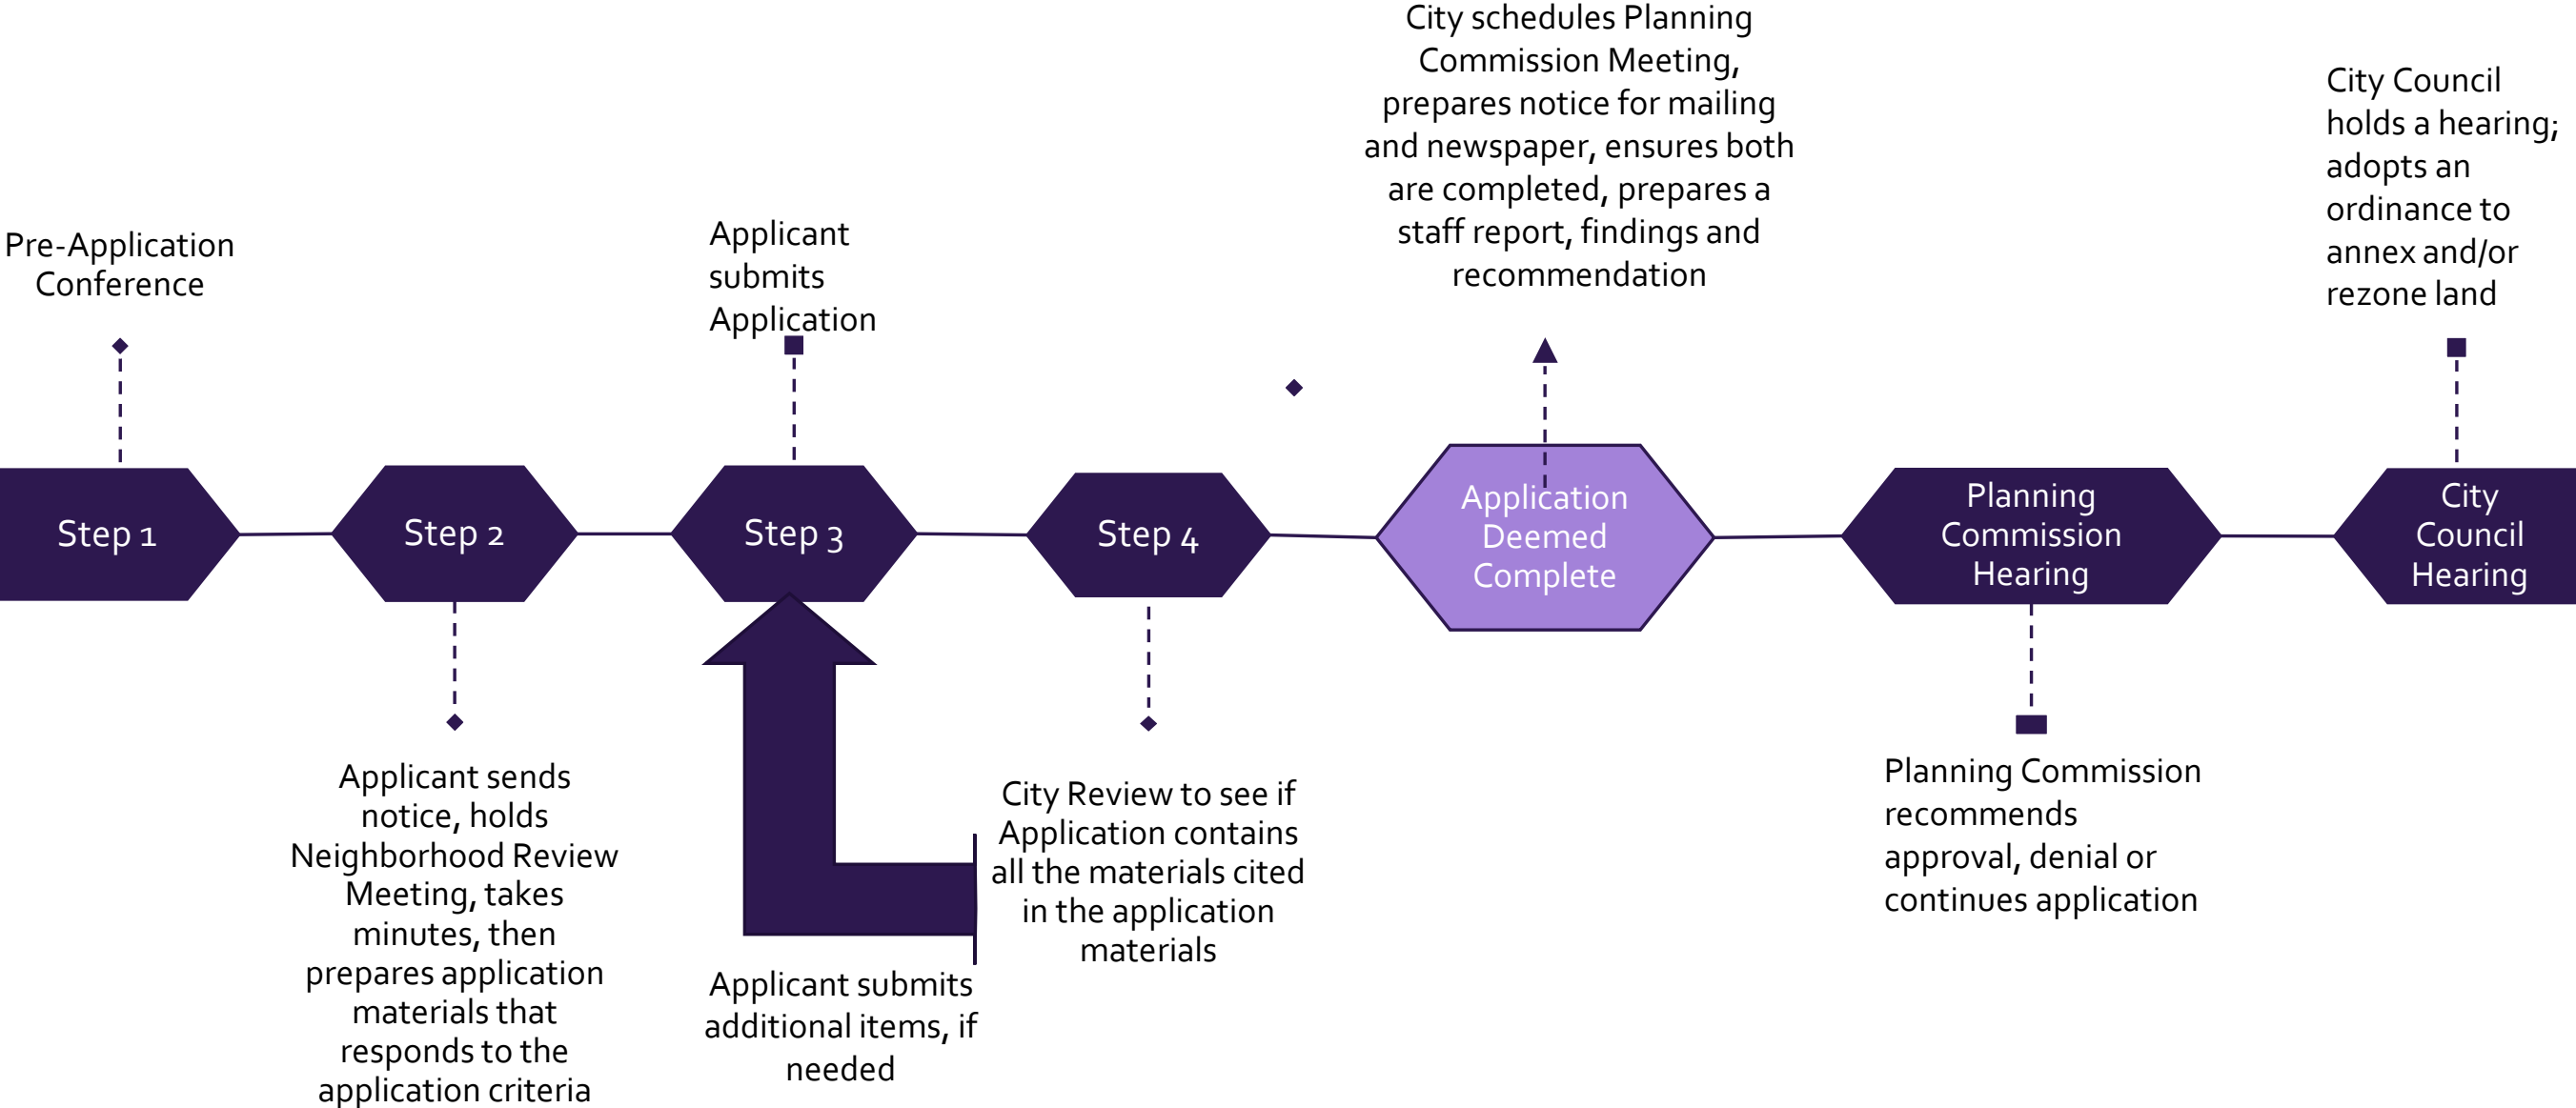 City schedules Planning
Commission Meeting,
prepares notice for mailing
and newspaper, ensures both
are completed, prepares a
staff report, findings and
recommendation
City Council
holds a hearing;
adopts an
ordinance to
annex and/or
rezone land
Pre-Application
Conference
Applicant
submits
Application
Step 1
Step 2
Step 3
Step 4
Application
Deemed
Complete
Planning
Commission
Hearing
City
Council
Hearing
Applicant sends
notice, holds
Neighborhood Review
Meeting, takes
minutes, then
prepares application
materials that
responds to the
application criteria
City Review to see if
Application contains
all the materials cited
in the application
materials
Applicant submits
additional items, if
needed
Planning Commission
recommends
approval, denial or
continues application